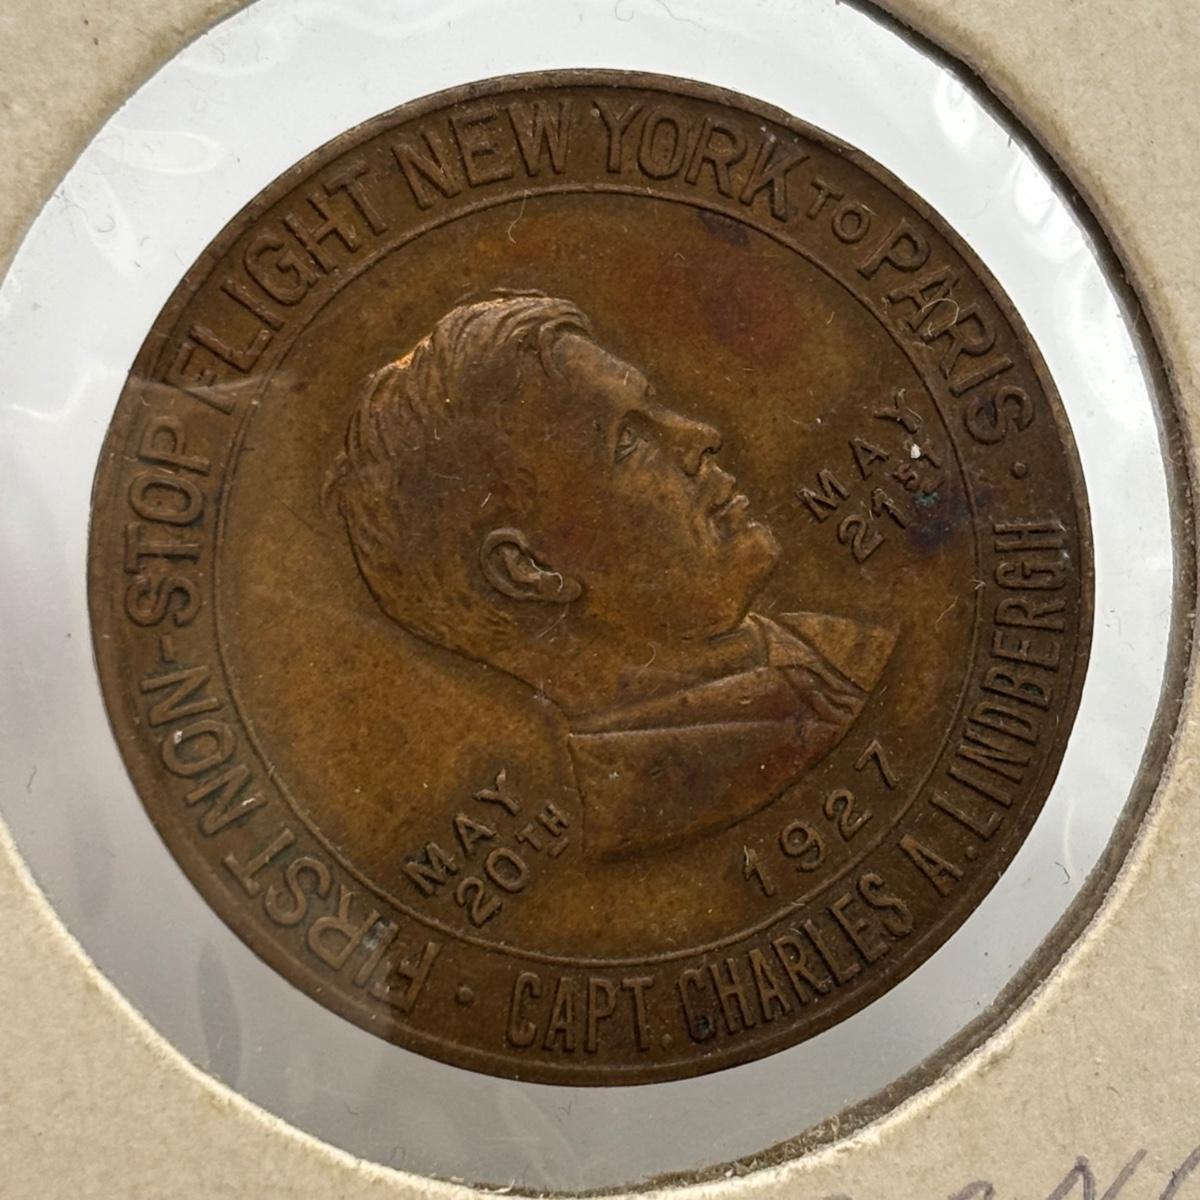 FIRST NON-STOP FLIGHT NEW YORK TO PARIS ·
CAPT. CHARLES A. LINDBERGH ·
MAY
20TH
MAY
21ST
1927